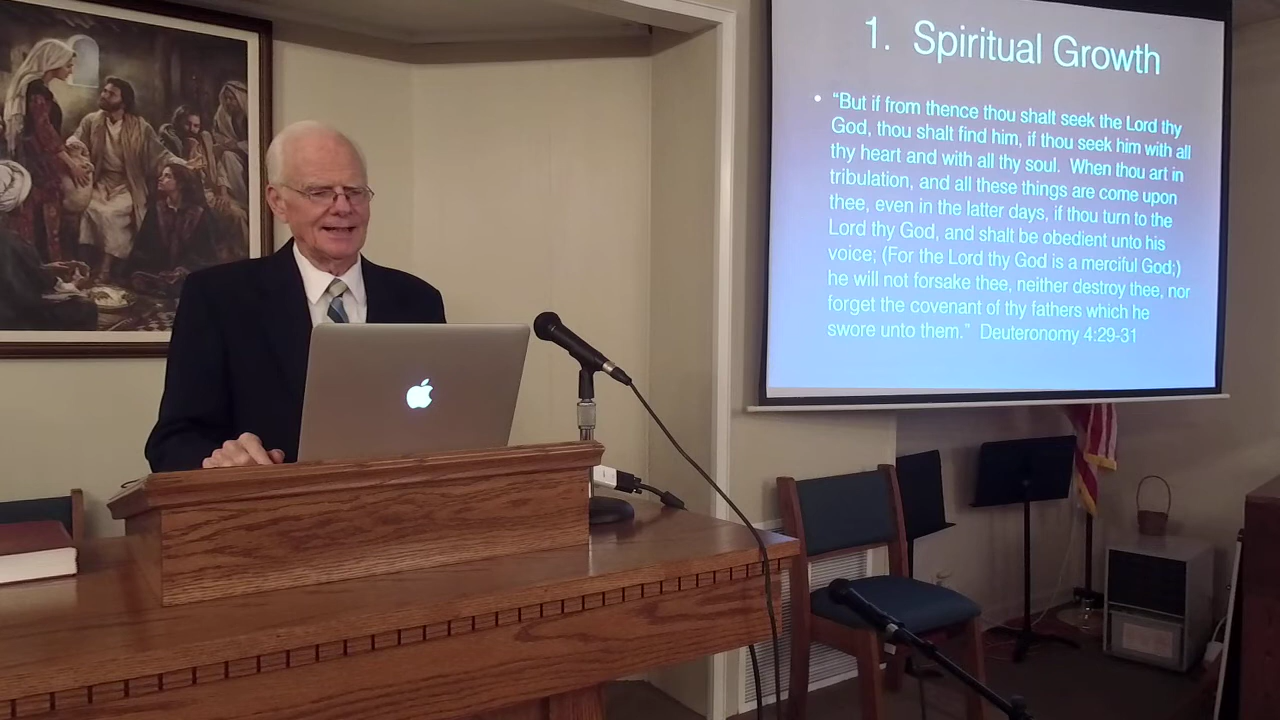 1. Spiritual Growth
• “But if from thence thou shalt seek the Lord thy
God, thou shalt find him, if thou seek him with all
thy heart and with all thy soul. When thou art in
tribulation, and all these things are come upon
thee, even in the latter days, if thou turn to the
Lord thy God, and shalt be obedient unto his
voice; (For the Lord thy God is a merciful God;)
he will not forsake thee, neither destroy thee, nor
forget the covenant of thy fathers which he
swore unto them.” Deuteronomy 4:29-31